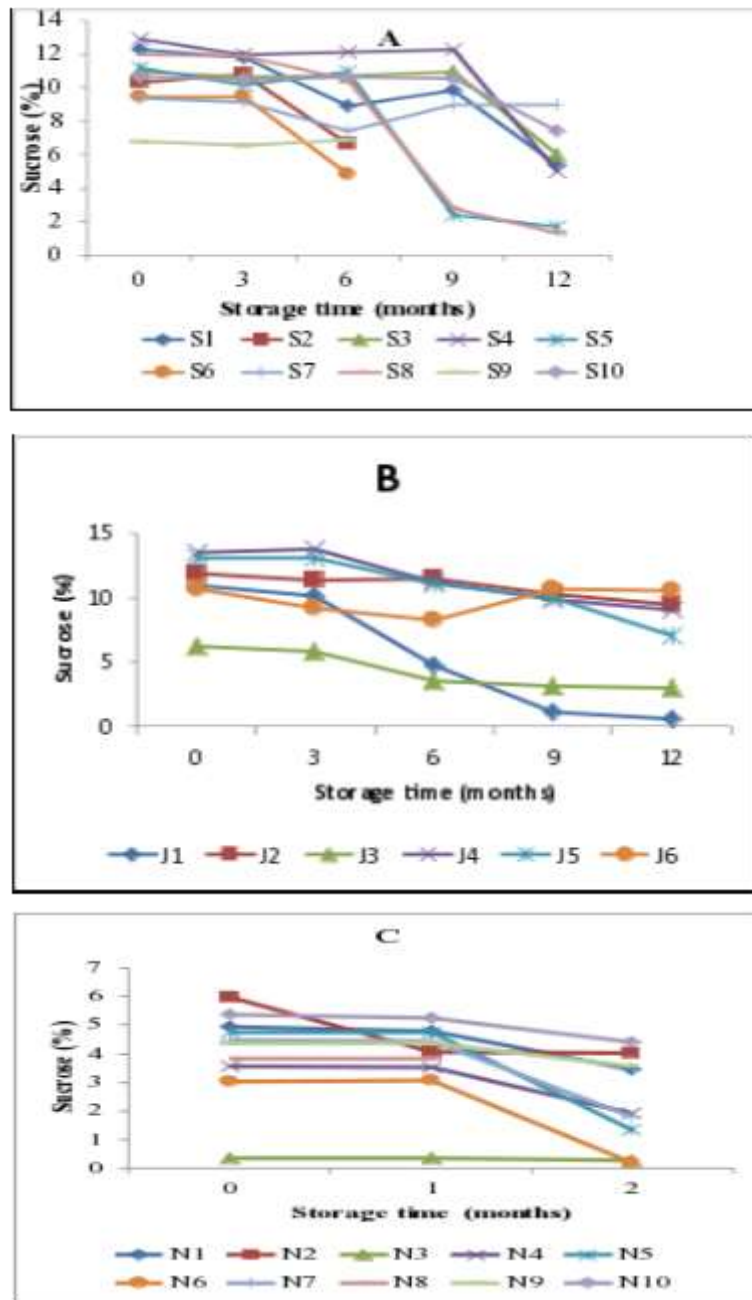 A
Sucrose (%)
14
12
10
8
6
4
2
0
0 3 6 9 12
Storage time (months)
S1 S2 S3 S4 S5
S6 S7 S8 S9 S10
B
Sucrose (%)
15
10
5
0
0 3 6 9 12
Storage time (months)
J1 J2 J3 J4 J5 J6
C
Sucrose (%)
7
6
5
4
3
2
1
0
0 1 2
Storage time (months)
N1 N2 N3 N4 N5
N6 N7 N8 N9 N10